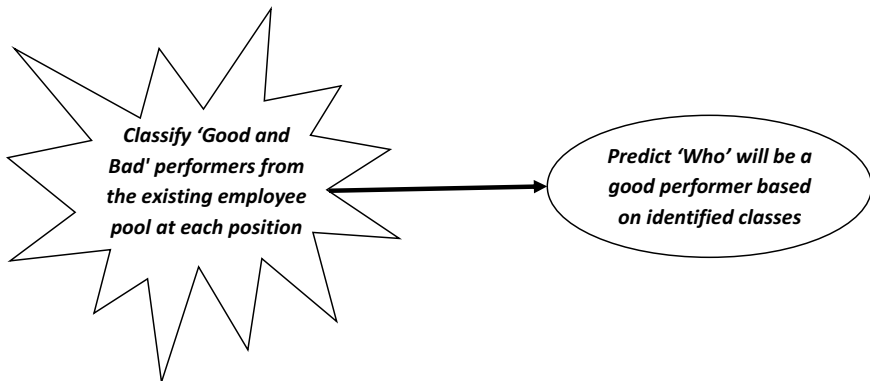 Classify ‘Good and
Bad' performers from
the existing employee
pool at each position
Predict ‘Who’ will be a
good performer based
on identified classes